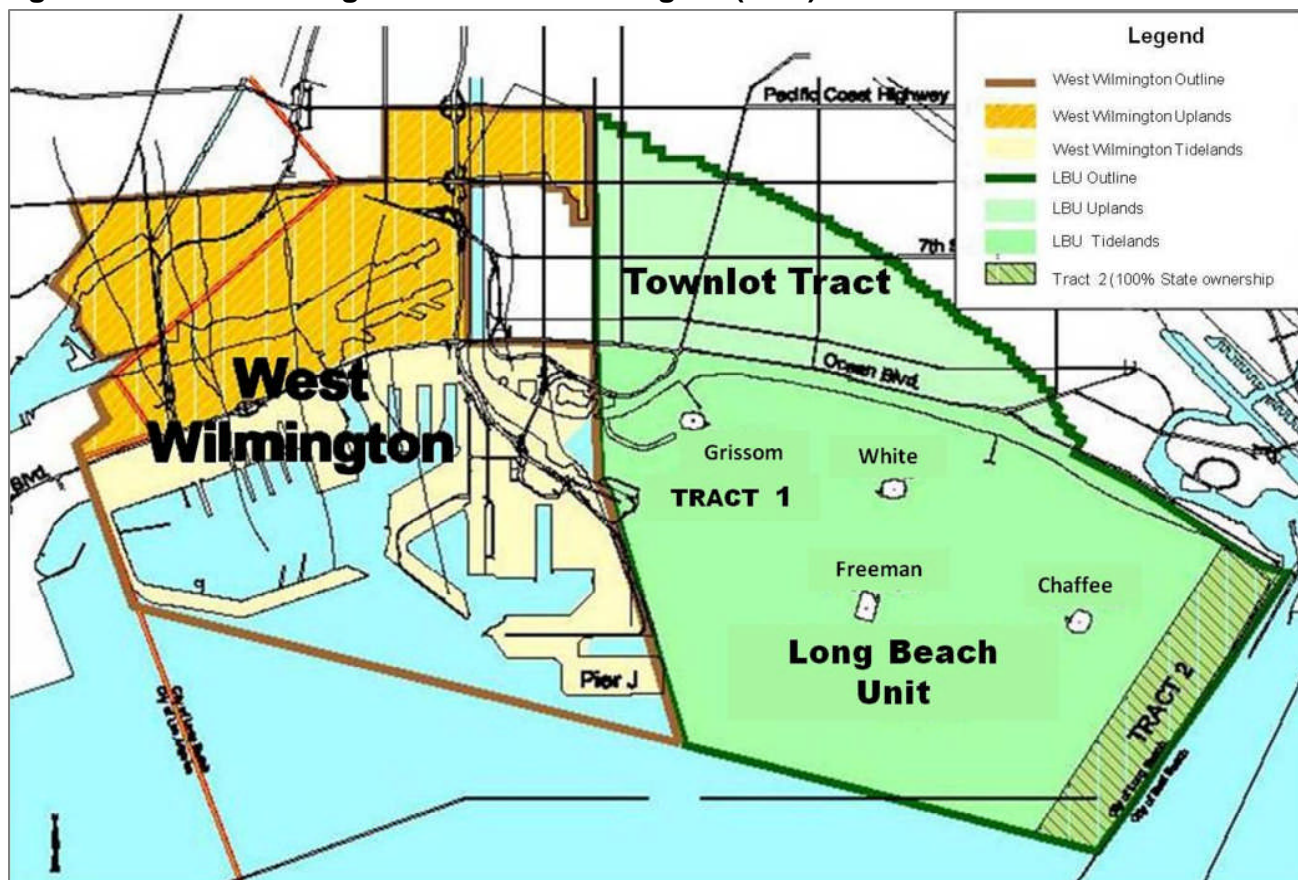 Legend
West Wilmington Outline
West Wilmington Uplands
West Wilmington Tidelands
LBU Outline
LBU Uplands
LBU Tidelands
Tract 2 (100% State ownership
Pacific Coast Highway
7th S
Townlot Tract
Ocean Blvd.
West
Wilmington
Blvd.
Grissom
White
TRACT 1
Freeman
Chaffee
Long Beach
Unit
Pier J
TRACT 2
City of Long Beach
City of Seal Beach
City of Long Beach
City of Los Angeles